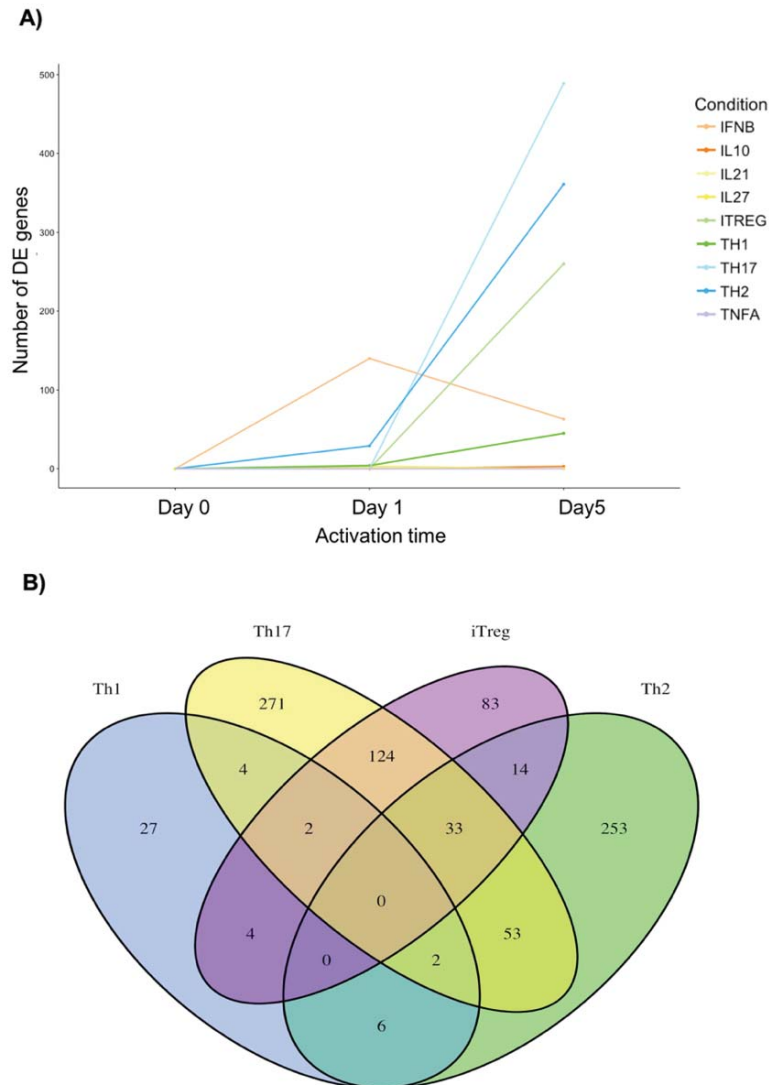 A)
500
400
300
200
100
0
Number of DE genes
Day 0
Day 1
Day5
Activation time
Condition
IFNB
IL10
IL21
IL27
ITREG
TH1
TH17
TH2
TNFA
B)
Th17
iTreg
Th1
Th2
271
83
4
124
14
27
2
33
253
0
4
53
0
2
6